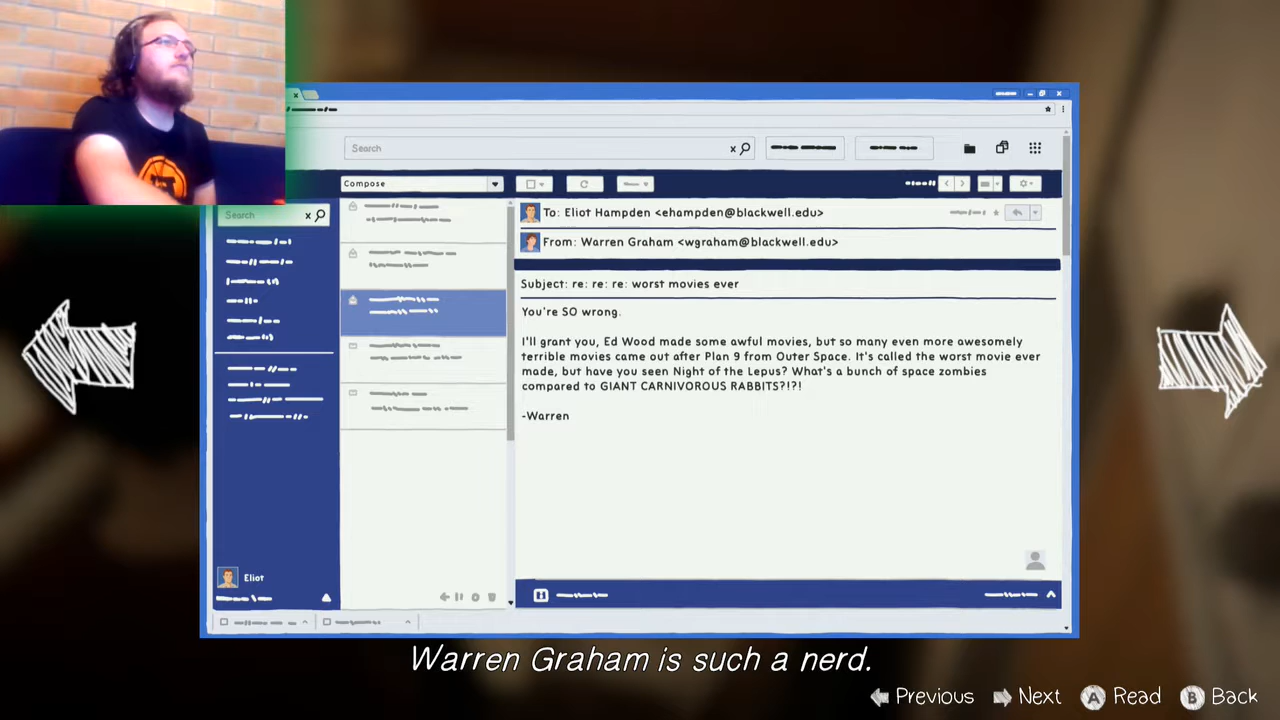 Search
x
Compose
Search
x
To: Eliot Hampden <ehampden@blackwell.edu>
From: Warren Graham <wgraham@blackwell.edu>
Subject: re: re: re: worst movies ever
You're SO wrong.
I'll grant you, Ed Wood made some awful movies, but so many even more awesomely
terrible movies came out after Plan 9 from Outer Space. It's called the worst movie ever
made, but have you seen Night of the Lepus? What's a bunch of space zombies
compared to GIANT CARNIVOROUS RABBITS?!?!
-Warren
Eliot
Warren Graham is such a nerd.
Previous Next A Read B Back